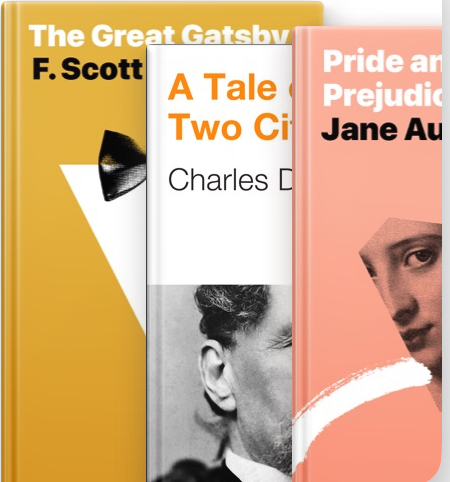 The Great Gatsby
F. Scott
A Tale
Two Ci
Charles D
Pride an
Prejudic
Jane Au